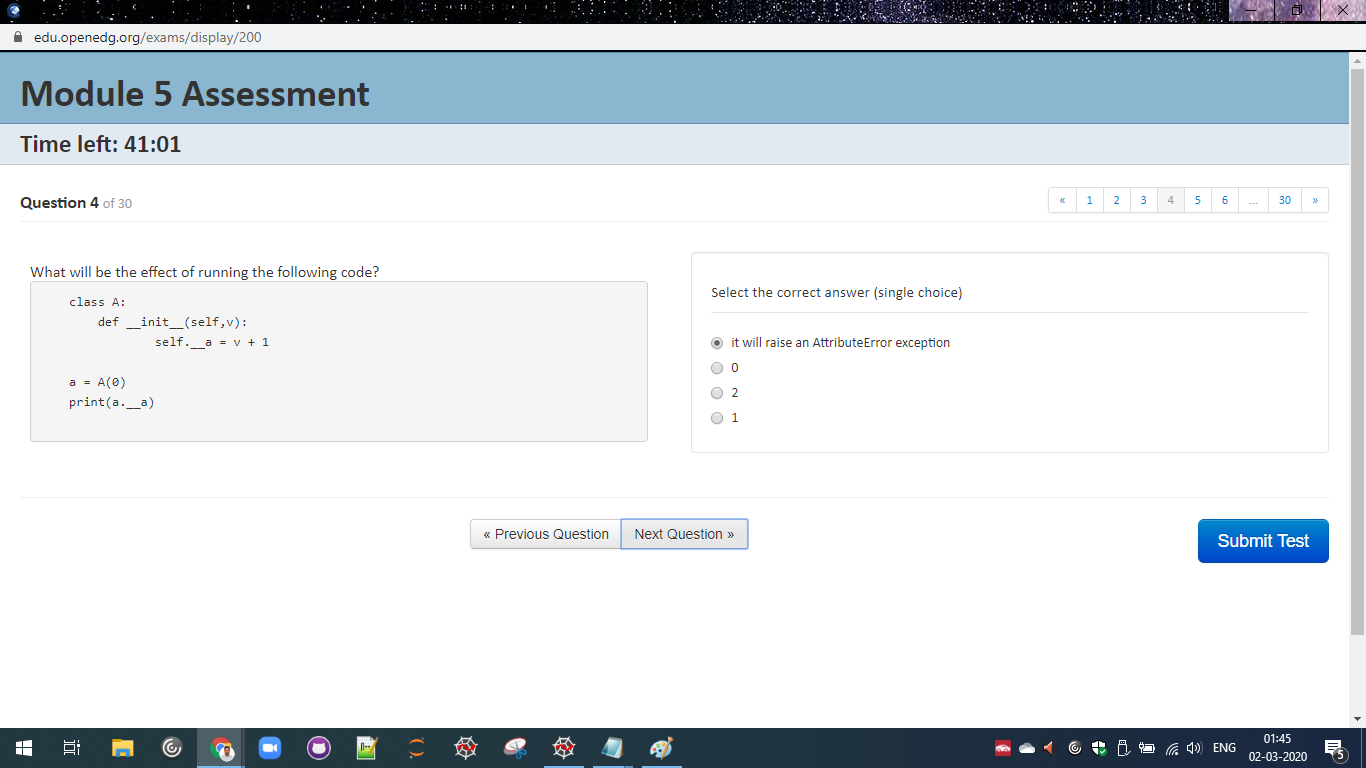 edu.openedg.org/exams/display/200
Module 5 Assessment
Time left: 41:01
Question 4 of 30
« 1 2 3 4 5 6 ... 30 »
What will be the effect of running the following code?
class A:
    def __init__(self,v):
            self.__a = v + 1

a = A(0)
print(a.__a)
Select the correct answer (single choice)
it will raise an AttributeError exception
0
2
1
« Previous Question
Next Question »
Submit Test
ENG
01:45
02-03-2020
5